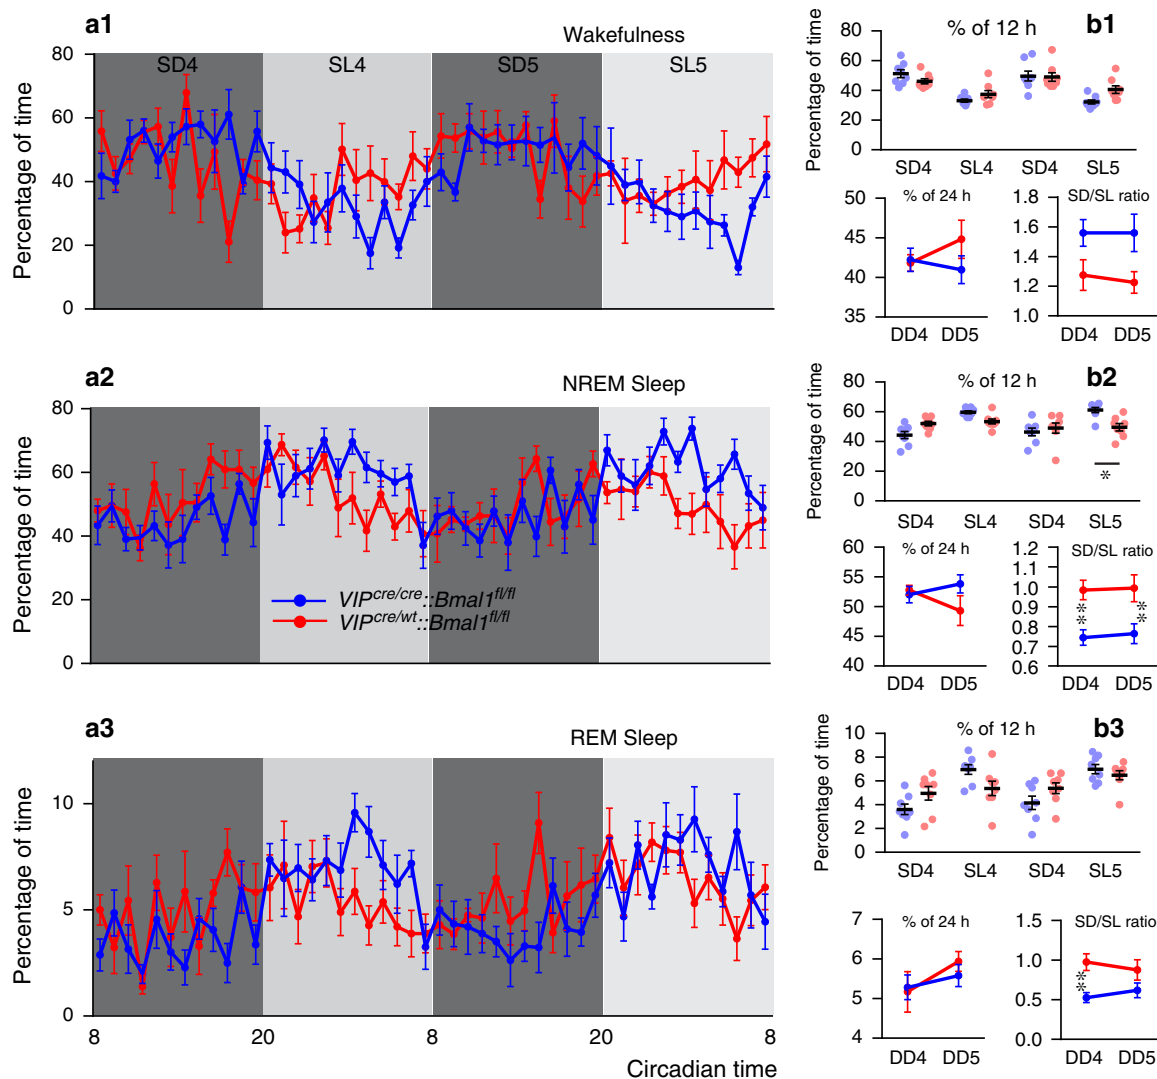 a1
Wakefulness
Percentage of time
80
60
40
20
0
SD4
SL4
SD5
SL5
b1
% of 12 h
Percentage of time
80
60
40
20
0
SD4
SL4
SD4
SL5
% of 24 h
50
45
40
35
DD4
DD5
SD/SL ratio
1.8
1.6
1.4
1.2
1.0
DD4
DD5
a2
NREM Sleep
Percentage of time
80
60
40
20
0
VIPcre/cre::Bmal1fl/fl
VIPcre/wt::Bmal1fl/fl
b2
% of 12 h
Percentage of time
80
60
40
20
0
*
SD4
SL4
SD4
SL5
% of 24 h
60
55
50
45
40
DD4
DD5
SD/SL ratio
1.2
1.1
1.0
0.9
0.8
0.7
0.6
**
**
DD4
DD5
a3
REM Sleep
Percentage of time
10
5
0
8
20
8
20
8
Circadian time
b3
% of 12 h
Percentage of time
10
8
6
4
2
0
SD4
SL4
SD4
SL5
% of 24 h
7
6
5
4
DD4
DD5
SD/SL ratio
1.5
1.0
0.5
0.0
**
DD4
DD5